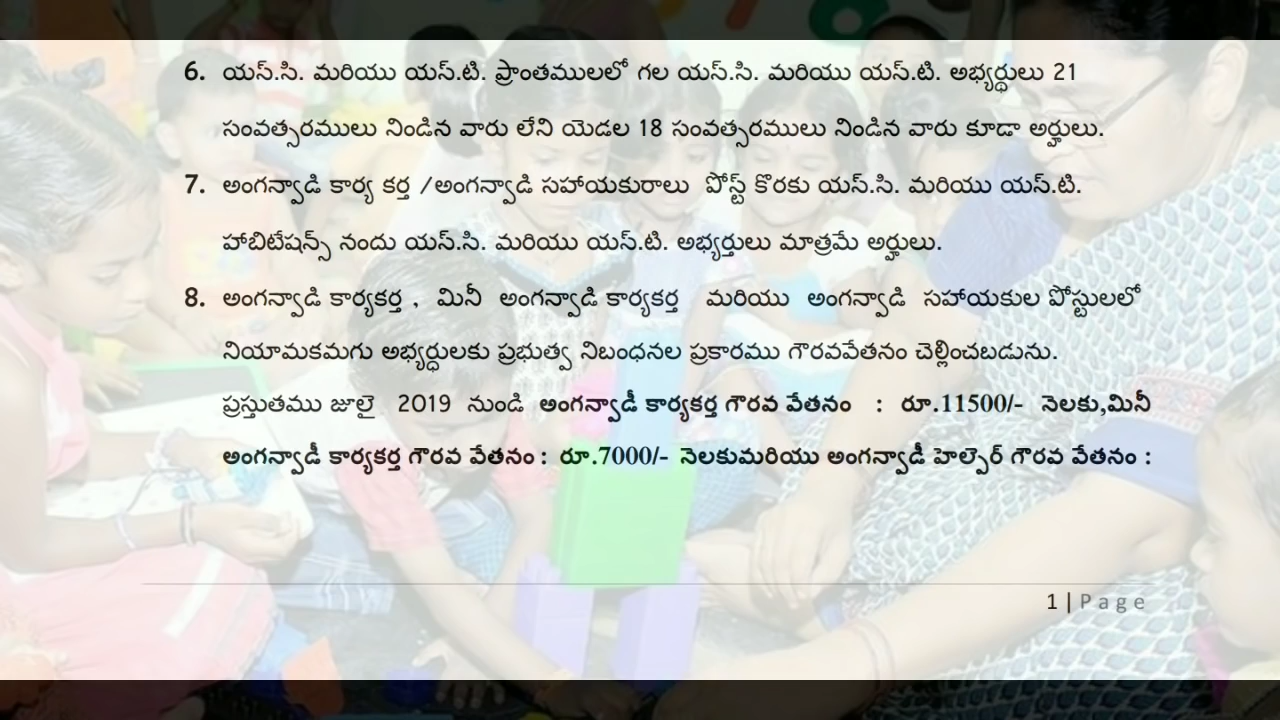 6. యస్.సి. మరియు యస్.టి. ప్రాంతములలో గల యస్.సి. మరియు యస్.టి. అభ్యర్థులు 21
సంవత్సరములు నిండిన వారు లేని యెడల 18 సంవత్సరములు నిండిన వారు కూడా అర్హులు.
7. అంగన్వాడి కార్య కర్త /అంగన్వాడి సహాయకురాలు పోస్ట్ కొరకు యస్.సి. మరియు యస్.టి.
హాబిటేషన్స్ నందు యస్.సి. మరియు యస్.టి. అభ్యర్తులు మాత్రమే అర్హులు.
8. అంగన్వాడి కార్యకర్త , మినీ అంగన్వాడి కార్యకర్త మరియు అంగన్వాడి సహాయకుల పోస్టులలో
నియామకమగు అభ్యర్ధులకు ప్రభుత్వ నిబంధనల ప్రకారము గౌరవవేతనం చెల్లించబడును.
ప్రస్తుతము జులై 2019 నుండి అంగన్వాడీ కార్యకర్త గౌరవ వేతనం : రూ.11500/- నెలకు,మినీ
అంగన్వాడీ కార్యకర్త గౌరవ వేతనం : రూ.7000/- నెలకుమరియు అంగన్వాడీ హెల్పెర్ గౌరవ వేతనం :
1 | Page